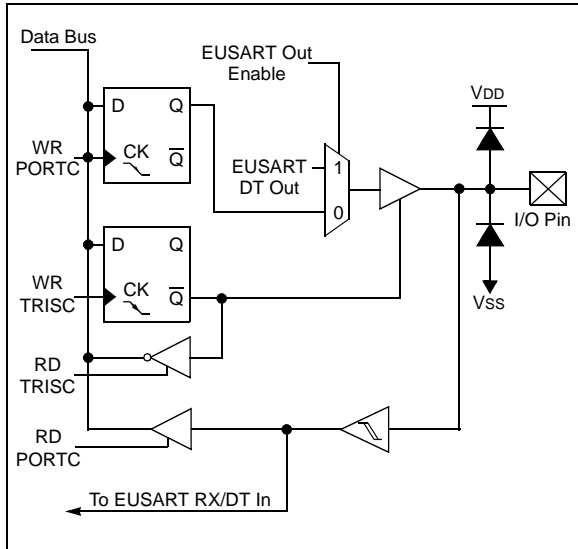 Data Bus
EUSART Out
Enable
VDD
D Q
WR
PORTC
CK
Q
EUSART
DT Out
1
0
I/O Pin
D Q
WR
TRISC
CK
Q
VSS
RD
TRISC
RD
PORTC
To EUSART RX/DT In